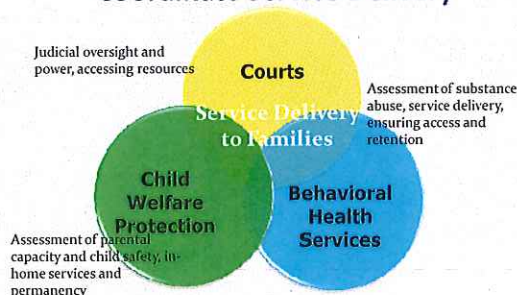 Judicial oversight and
power, accessing resources
Courts
Assessment of substance
abuse, service delivery,
ensuring access and
retention
Service Delivery
to Families
Child
Welfare
Protection
Behavioral
Health
Services
Assessment of parental
capacity and child safety, in-
home services and
permanency